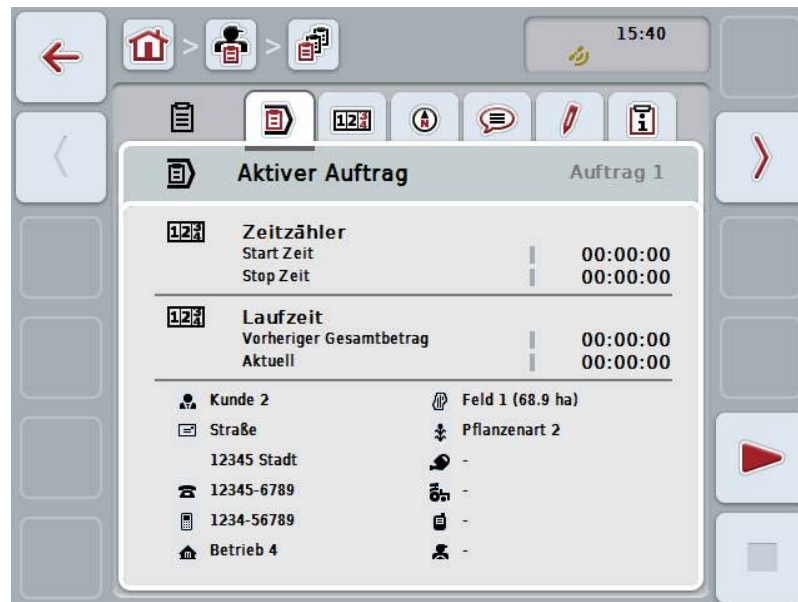 15:40
Aktiver Auftrag Auftrag 1
Zeitzähler
Start Zeit 00:00:00
Stop Zeit 00:00:00
Laufzeit
Vorheriger Gesamtbetrag 00:00:00
Aktuell 00:00:00
Kunde 2 Feld 1 (68.9 ha)
Straße Pflanzenart 2
12345 Stadt -
12345-6789 -
1234-56789 -
Betrieb 4 -